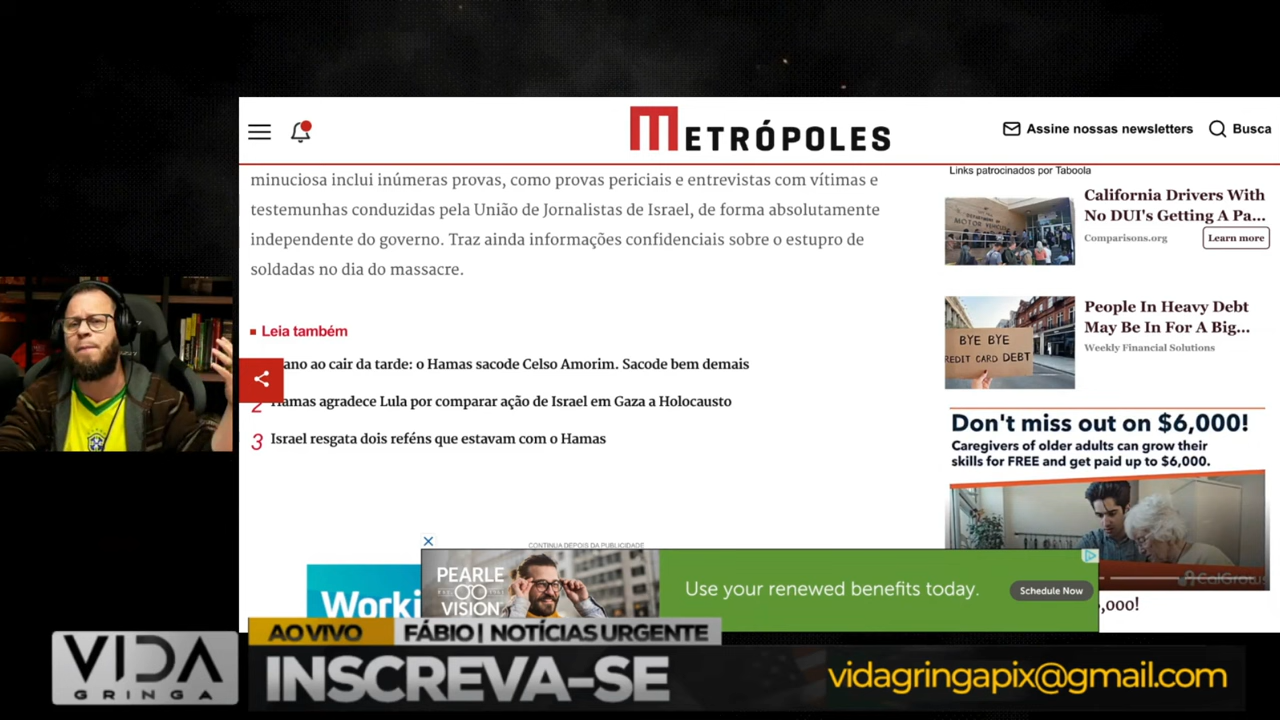 METRÓPOLES
Assine nossas newsletters
Busca
minuciosa inclui inúmeras provas, como provas periciais e entrevistas com vítimas e
testemunhas conduzidas pela União de Jornalistas de Israel, de forma absolutamente
independente do governo. Traz ainda informações confidenciais sobre o estupro de
soldadas no dia do massacre.
Leia também
ano ao cair da tarde: o Hamas sacode Celso Amorim. Sacode bem demais
2 Hamas agradece Lula por comparar ação de Israel em Gaza a Holocausto
3 Israel resgata dois reféns que estavam com o Hamas
Links patrocinados por Taboola
California Drivers With
No DUI's Getting A Pa...
Comparisons.org
Learn more
BYE BYE
REDIT CARD DEBT
People In Heavy Debt
May Be In For A Big...
Weekly Financial Solutions
Don't miss out on $6,000!
Caregivers of older adults can grow their
skills for FREE and get paid up to $6,000.
CalGrows
,000!
CONTINUA DEPOIS DA PUBLICIDADE
Worki
PEARLE
VISION
Use your renewed benefits today.
Schedule Now
AO VIVO
FÁBIO | NOTÍCIAS URGENTE
VIDA
GRINGA
INSCREVA-SE
vidagringapix@gmail.com